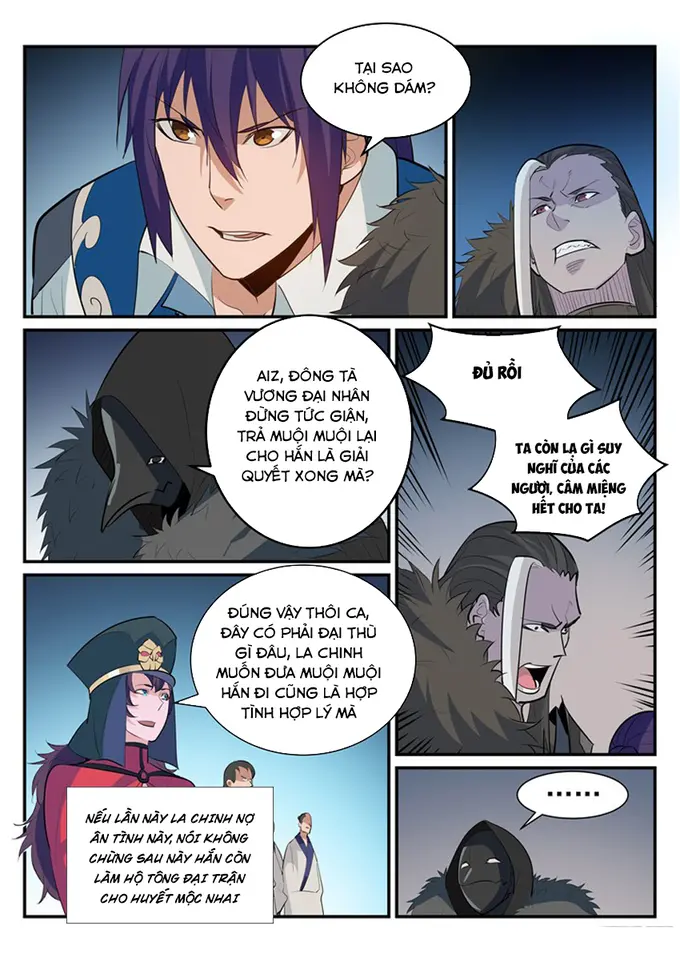 TẠI SAO
KHÔNG DÁM?
AIZ, ĐÔNG TÀ
VƯƠNG ĐẠI NHÂN
ĐỪNG TỨC GIẬN,
TRẢ MUỘI MUỘI LẠI
CHO HẮN LÀ GIẢI
QUYẾT XONG MÀ?
ĐỦ RỒI
TA CÒN LẠ GÌ SUY
NGHĨ CỦA CÁC
NGƯƠI, CÂM MIỆNG
HẾT CHO TA!
ĐÚNG VẬY THÔI CA,
ĐÂY CÓ PHẢI ĐẠI THÙ
GÌ ĐÂU, LA CHINH
MUỐN ĐƯA MUỘI MUỘI
HẮN ĐI CŨNG LÀ HỢP
TÌNH HỢP LÝ MÀ
NẾU LẦN NÀY LA CHINH NỢ
ÂN TÌNH NÀY, NÓI KHÔNG
CHỪNG SAU NÀY HẮN CÒN
LÀM HỘ TÔNG ĐẠI TRẬN
CHO HUYẾT MỘC NHAI
......